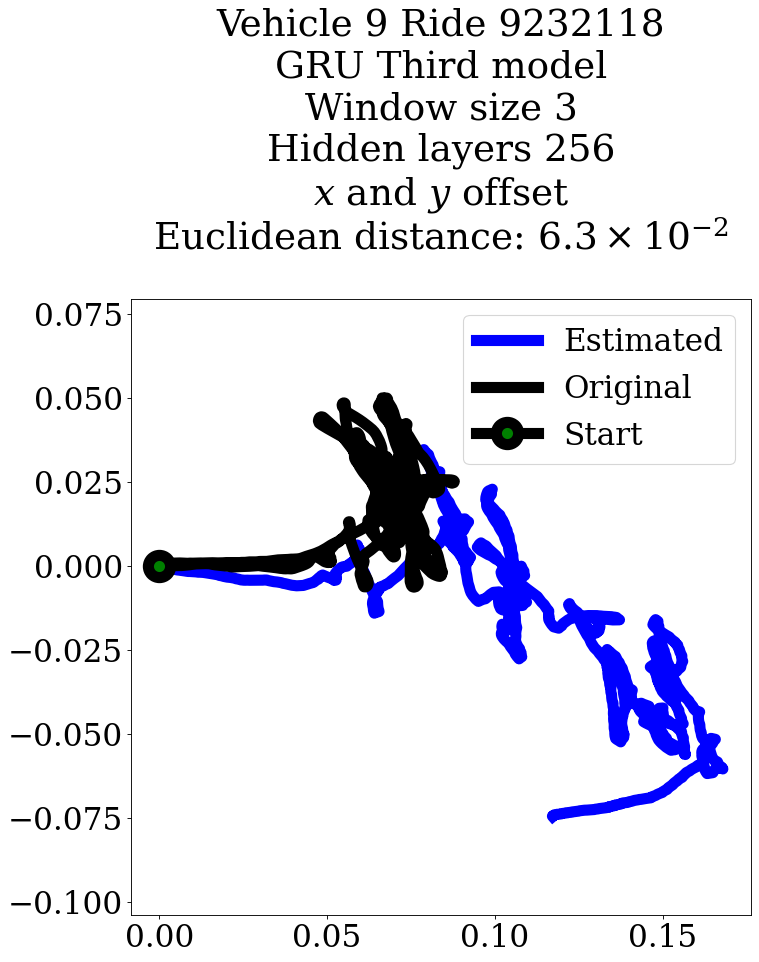 Vehicle 9 Ride 9232118
GRU Third model
Window size 3
Hidden layers 256
x and y offset
Euclidean distance: 6.3 × 10⁻²
Estimated
Original
Start
0.075
0.050
0.025
0.000
−0.025
−0.050
−0.075
−0.100
0.00 0.05 0.10 0.15